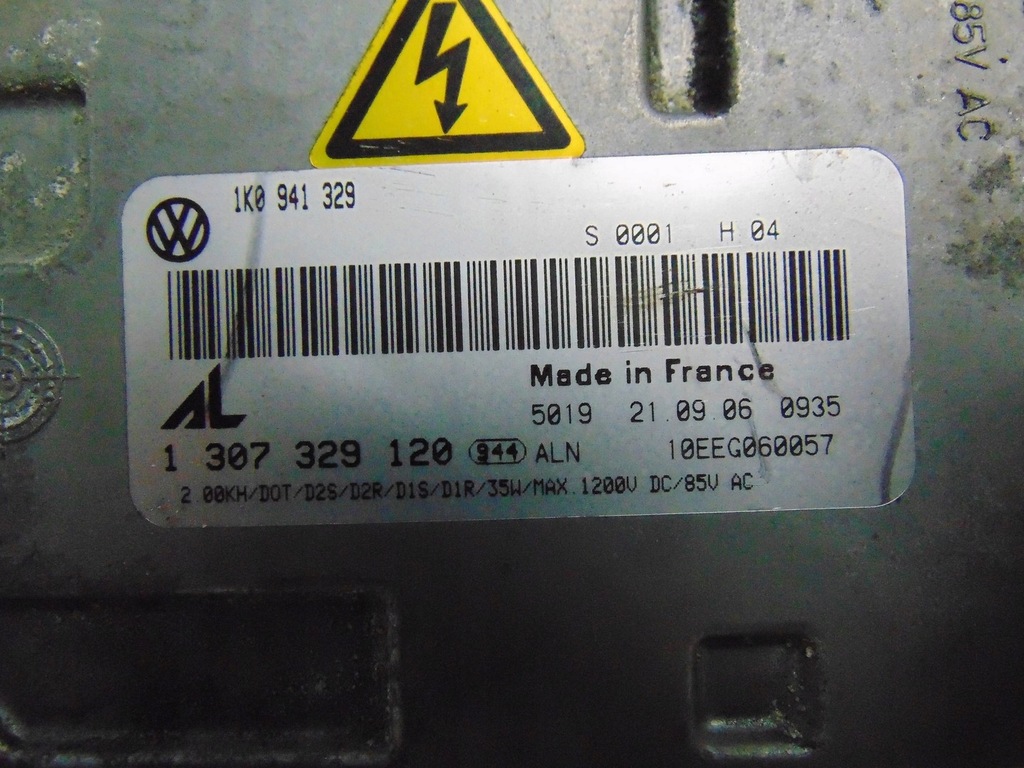 85V AC
1K0 941 329
S 0001 H 04
Made in France
AL
5019 21.09.06 0935
1 307 329 120 944 ALN 10EEG060057
2.00KH/DOT/D2S/D2R/D1S/D1R/35W/MAX.1200V DC/85V AC